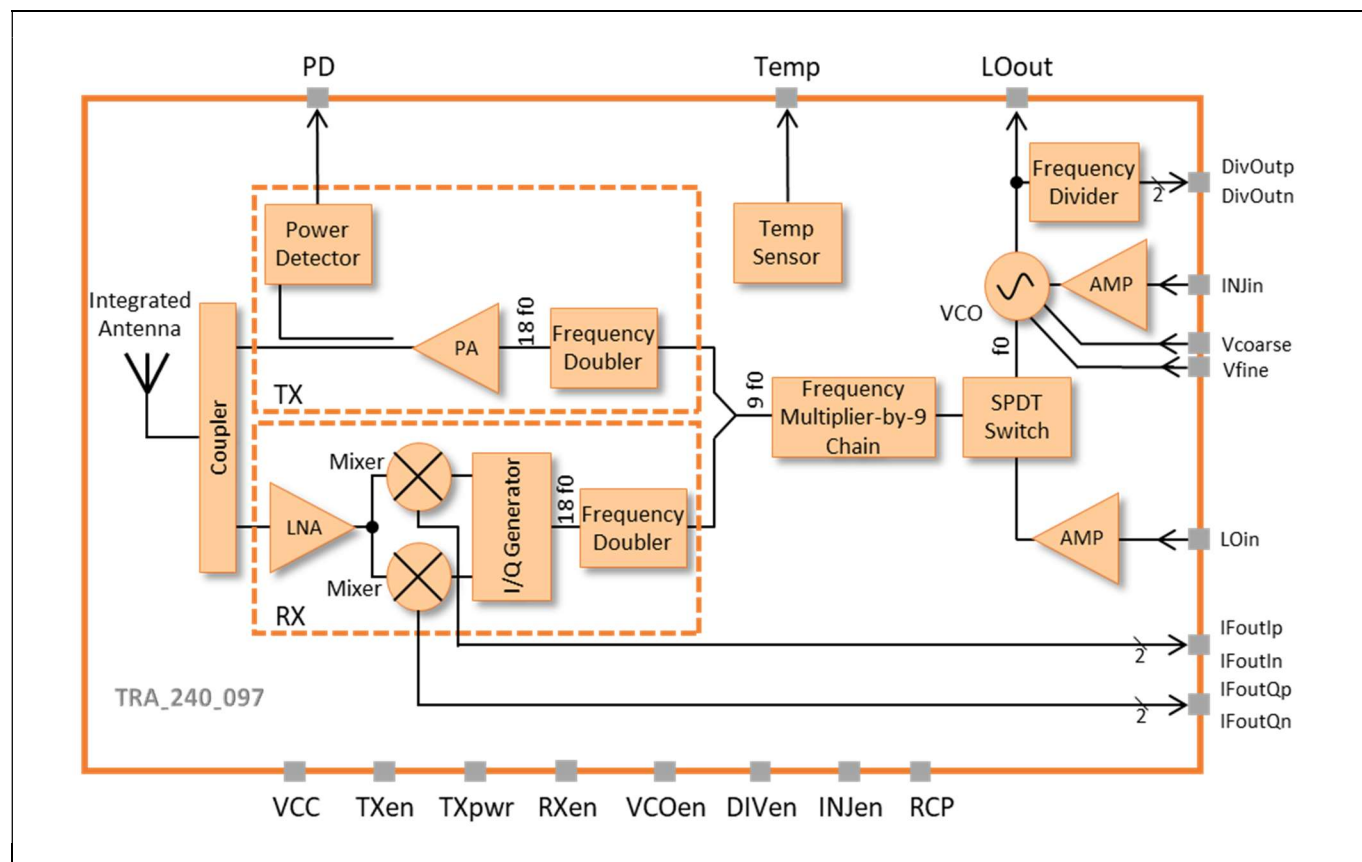 PD
Temp
LOout
Frequency
Divider
DivOutp
DivOutn
2
Power
Detector
Temp
Sensor
AMP
INJin
VCO
Vcoarse
Vfine
f0
Integrated
Antenna
PA
18 f0
Frequency
Doubler
TX
Coupler
9 f0
Frequency
Multiplier-by-9
Chain
SPDT
Switch
Mixer
LNA
Mixer
I/Q Generator
18 f0
Frequency
Doubler
RX
AMP
LOin
2
IFoutIp
IFoutIn
2
IFoutQp
IFoutQn
TRA_240_097
VCC
TXen
TXpwr
RXen
VCOen
DIVen
INJen
RCP